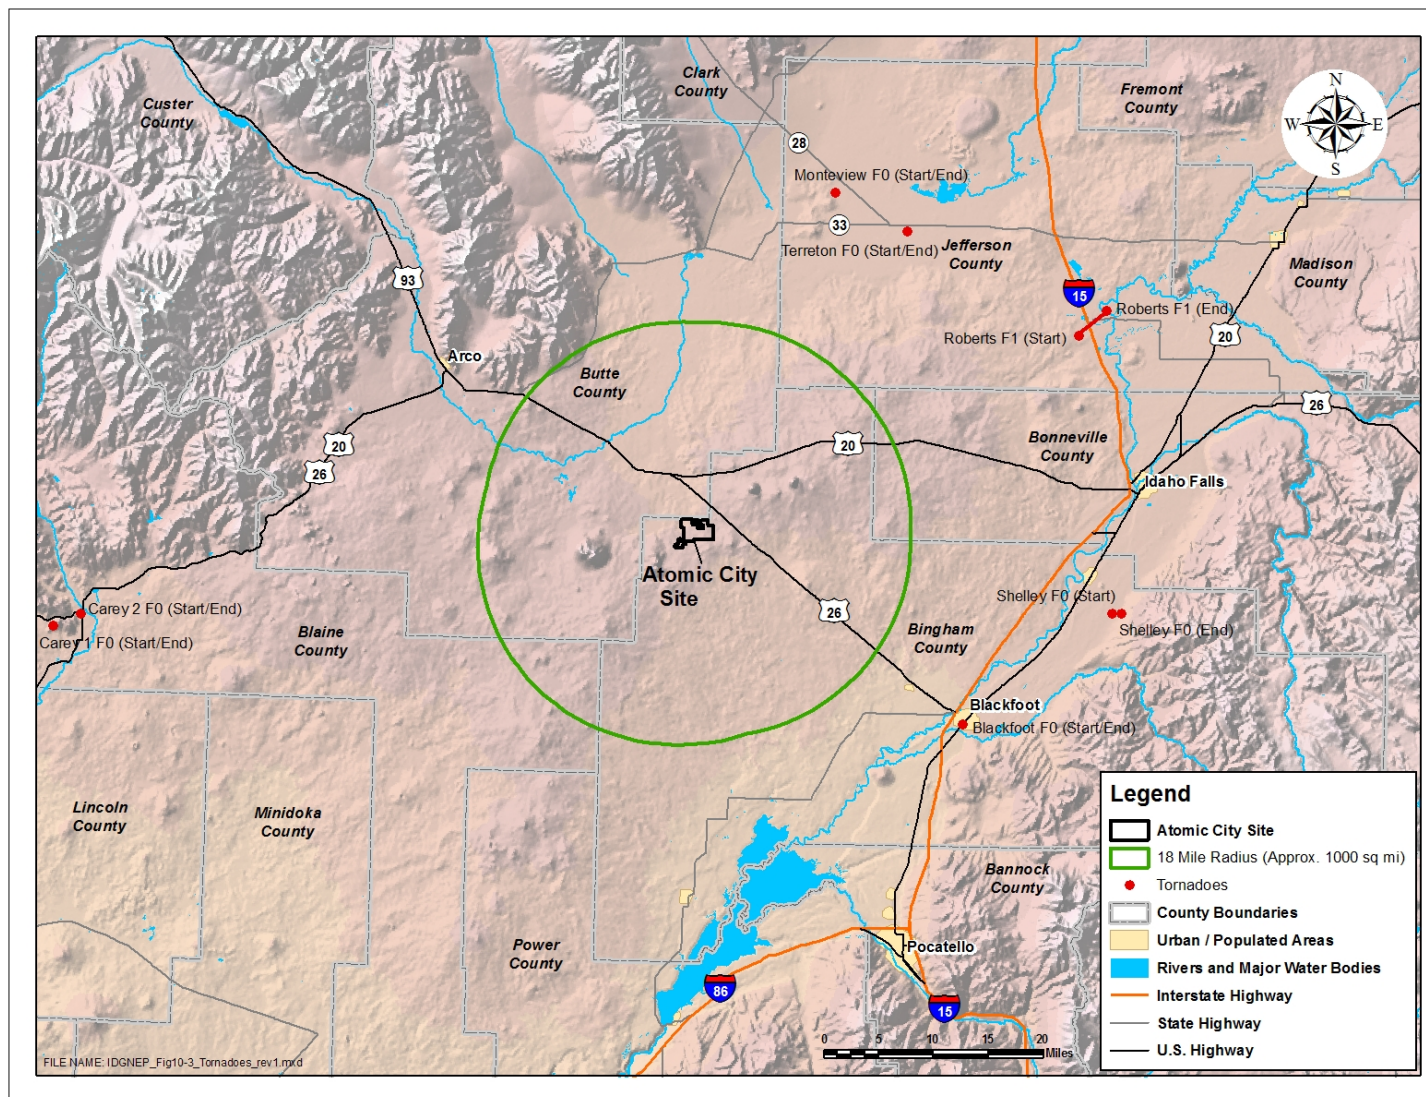 Custer
County
Clark
County
Fremont
County
N
W
E
S
28
Monteview F0 (Start/End)
33
Terreton F0 (Start/End)
Jefferson
County
Madison
County
93
15
Roberts F1 (End)
Roberts F1 (Start)
20
Arco
Butte
County
26
20
26
20
Bonneville
County
Idaho Falls
Atomic City
Site
Carey 2 F0 (Start/End)
Carey 1 F0 (Start/End)
Blaine
County
26
Bingham
County
Shelley F0 (Start)
Shelley F0 (End)
Blackfoot
Blackfoot F0 (Start/End)
Lincoln
County
Minidoka
County
Bannock
County
Power
County
Pocatello
86
15
0
5
10
15
20
Miles
Legend
Atomic City Site
18 Mile Radius (Approx. 1000 sq mi)
Tornadoes
County Boundaries
Urban / Populated Areas
Rivers and Major Water Bodies
Interstate Highway
State Highway
U.S. Highway
FILE NAME: IDGNEP_Fig10-3_Tornadoes_rev1.mxd